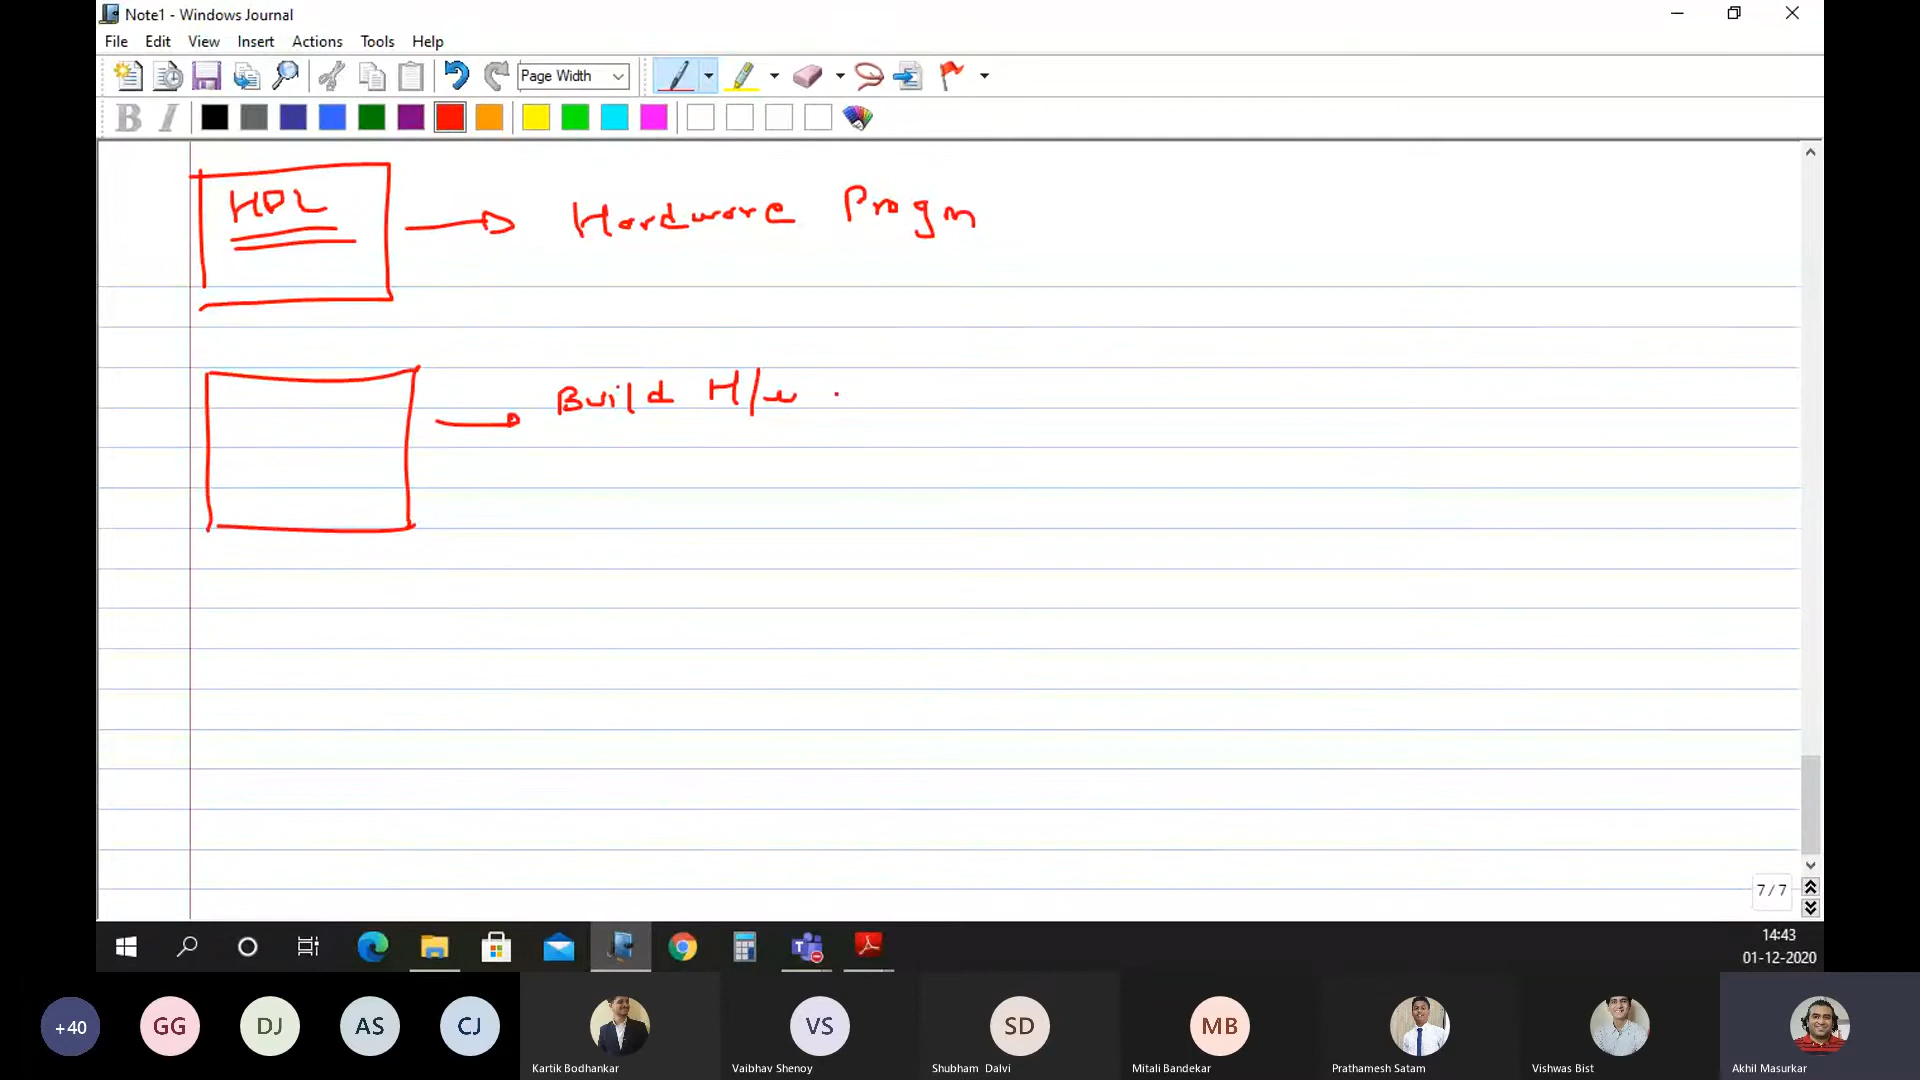 Note1 - Windows Journal
File Edit View Insert Actions Tools Help
Page Width
B I
HDL
Hardware Progm
Build H/w .
7 / 7
14:43
01-12-2020
+40
GG
DJ
AS
CJ
VS
SD
MB
Kartik Bodhankar
Vaibhav Shenoy
Shubham Dalvi
Mitali Bandekar
Prathamesh Satam
Vishwas Bist
Akhil Masurkar